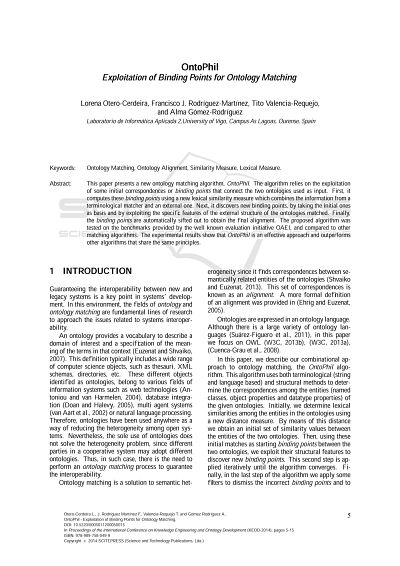 OntoPhil
Exploitation of Binding Points for Ontology Matching
Lorena Otero-Cerdeira, Francisco J. Rodríguez-Martínez, Tito Valencia-Requejo,
and Alma Gómez-Rodríguez
Laboratorio de Informática Aplicada 2,University of Vigo, Campus As Lagoas, Ourense, Spain
Keywords: Ontology Matching, Ontology Alignment, Similarity Measure, Lexical Measure.
Abstract: This paper presents a new ontology matching algorithm, OntoPhil. The algorithm relies on the exploitation
of some initial correspondences or binding points that connect the two ontologies used as input. First, it
computes these binding points using a new lexical similarity measure which combines the information from a
terminological matcher and an external one. Next, it discovers new binding points, by taking the initial ones
as basis and by exploiting the specific features of the external structure of the ontologies matched. Finally,
the binding points are automatically sifted out to obtain the final alignment. The proposed algorithm was
tested on the benchmarks provided by the well known evaluation initiative OAEI, and compared to other
matching algorithms. The experimental results show that OntoPhil is an effective approach and outperforms
other algorithms that share the same principles.
1 INTRODUCTION
Guaranteeing the interoperability between new and
legacy systems is a key point in systems' develop-
ment. In this environment, the fields of ontology and
ontology matching are fundamental lines of research
to approach the issues related to systems interoper-
ability.
An ontology provides a vocabulary to describe a
domain of interest and a specification of the mean-
ing of the terms in that context (Euzenat and Shvaiko,
2007). This definition typically includes a wide range
of computer science objects, such as thesauri, XML
schemas, directories, etc. These different objects
identified as ontologies, belong to various fields of
information systems such as web technologies (An-
toniou and van Harmelen, 2004), database integra-
tion (Doan and Halevy, 2005), multi agent systems
(van Aart et al., 2002) or natural language processing.
Therefore, ontologies have been used anywhere as a
way of reducing the heterogeneity among open sys-
tems. Nevertheless, the sole use of ontologies does
not solve the heterogeneity problem, since different
parties in a cooperative system may adopt different
ontologies. Thus, in such case, there is the need to
perform an ontology matching process to guarantee
the interoperability.
Ontology matching is a solution to semantic het-
erogeneity since it finds correspondences between se-
mantically related entities of the ontologies (Shvaiko
and Euzenat, 2013). This set of correspondences is
known as an alignment. A more formal definition
of an alignment was provided in (Ehrig and Euzenat,
2005).
Ontologies are expressed in an ontology language.
Although there is a large variety of ontology lan-
guages (Suárez-Figuero et al., 2011), in this paper
we focus on OWL (W3C, 2013b), (W3C, 2013a),
(Cuenca-Grau et al., 2008).
In this paper, we describe our combinational ap-
proach to ontology matching, the OntoPhil algo-
rithm. This algorithm uses both terminological (string
and language based) and structural methods to deter-
mine the correspondences among the entities (named
classes, object properties and datatype properties) of
the given ontologies. Initially, we determine lexical
similarities among the entities in the ontologies using
a new distance measure. By means of this distance
we obtain an initial set of similarity values between
the entities of the two ontologies. Then, using these
initial matches as starting binding points between the
two ontologies, we exploit their structural features to
discover new binding points. This second step is ap-
plied iteratively until the algorithm converges. Fi-
nally, in the last step of the algorithm we apply some
filters to dismiss the incorrect binding points and to
Otero-Cerdeira L., J. Rodríguez Martínez F., Valencia-Requejo T. and Gómez Rodríguez A..
OntoPhil - Exploitation of Binding Points for Ontology Matching.
In Proceedings of the International Conference on Knowledge Engineering and Ontology Development (KEOD-2014), pages 5-15
Copyright © 2014 SCITEPRESS (Science and Technology Publications, Lda.)
5